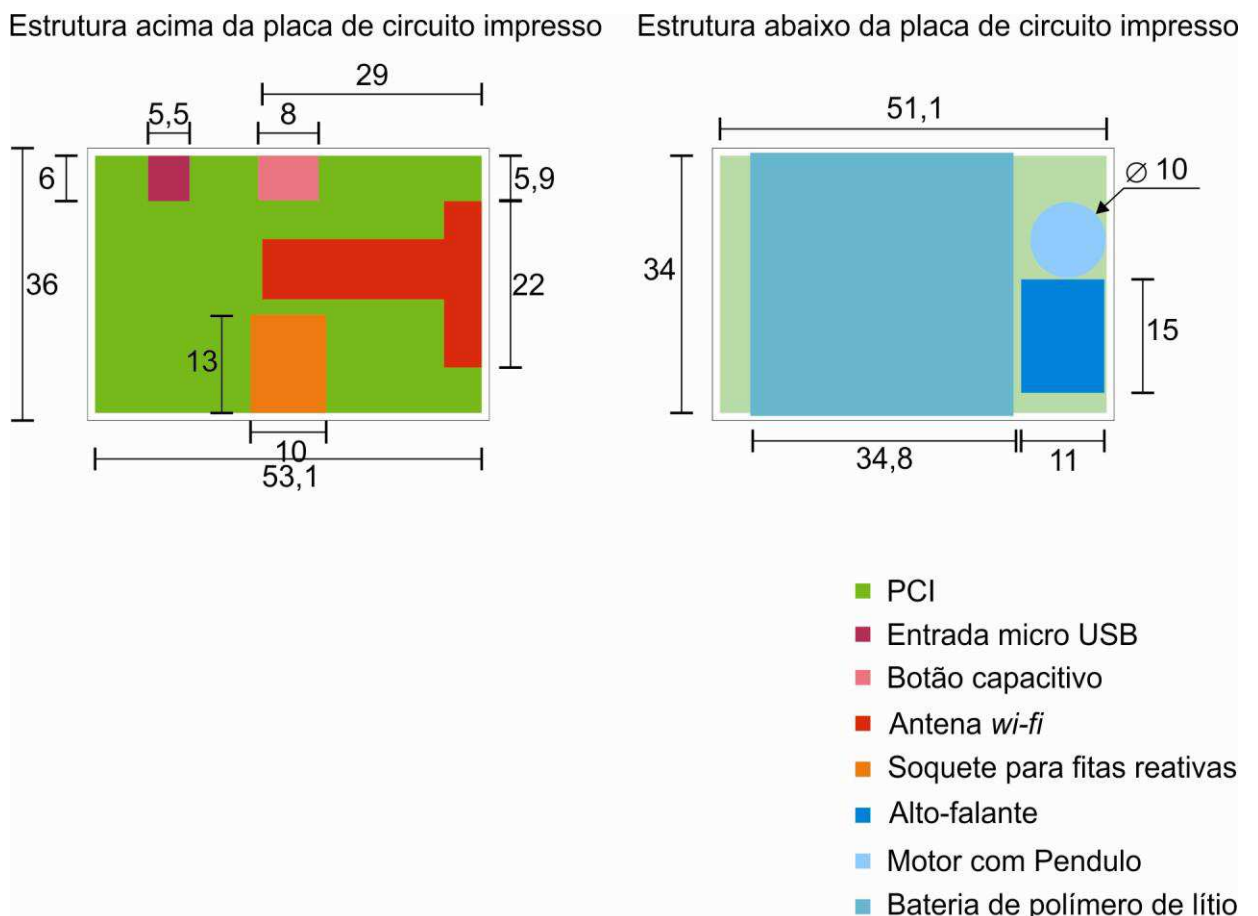 Estrutura acima da placa de circuito impresso
Estrutura abaixo da placa de circuito impresso
29
5,5
8
6
5,9
36
22
13
10
53,1
51,1
Ø 10
34
15
34,8
11
PCI
Entrada micro USB
Botão capacitivo
Antena wi-fi
Soquete para fitas reativas
Alto-falante
Motor com Pendulo
Bateria de polímero de lítio